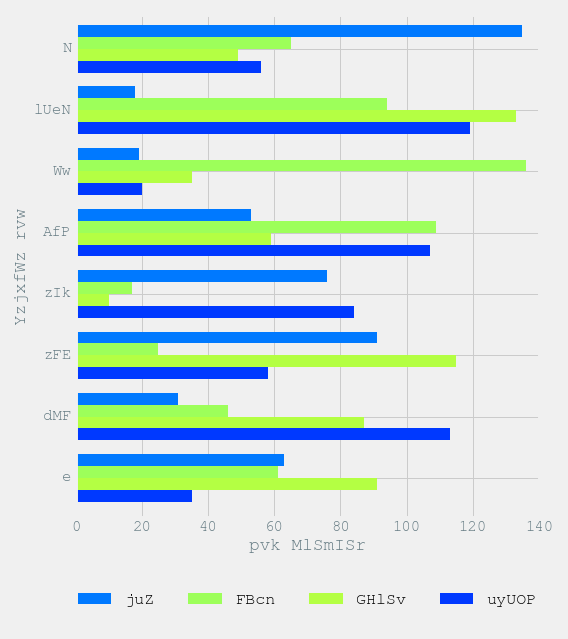 N
lUeN
Ww
AfP
zIk
zFE
dMF
e
YzjxfWz rvw
0 20 40 60 80 100 120 140
pvk MlSmISr
juZ FBcn GHlSv uyUOP